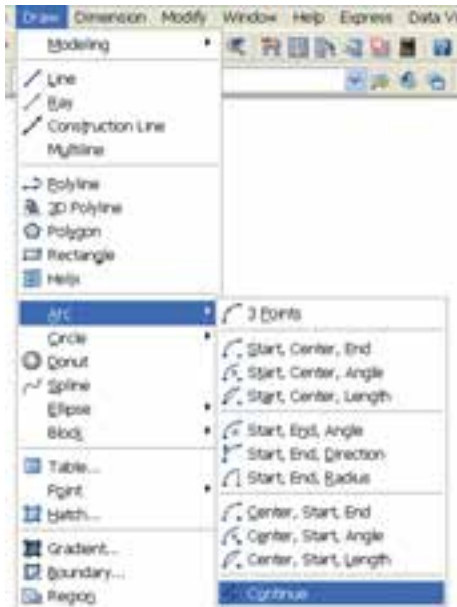 Draw Dimension Modify Window Help Express Data V
Modeling
Line
Ray
Construction Line
Multiline
Polyline
3D Polyline
Polygon
Rectangle
Helix
Arc
Circle
Donut
Spline
Ellipse
Block
Table...
Point
Hatch...
Gradient...
Boundary...
Region
3 Points
Start, Center, End
Start, Center, Angle
Start, Center, Length
Start, End, Angle
Start, End, Direction
Start, End, Radius
Center, Start, End
Center, Start, Angle
Center, Start, Length
Continue